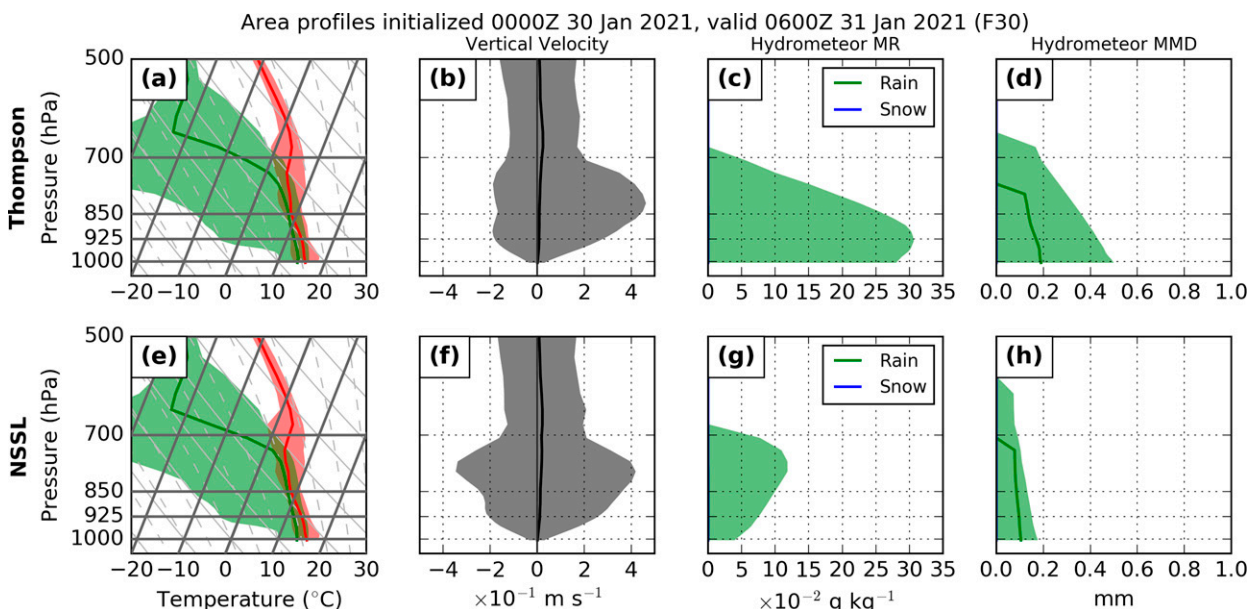 Area profiles initialized 0000Z 30 Jan 2021, valid 0600Z 31 Jan 2021 (F30)
Vertical Velocity
Hydrometeor MR
Hydrometeor MMD
Thompson
Pressure (hPa)
500
700
850
925
1000
(a)
−20 −10 0 10 20 30
(b)
−4 −2 0 2 4
(c)
Rain
Snow
0 5 10 15 20 25 30 35
(d)
0.0 0.2 0.4 0.6 0.8 1.0
NSSL
Pressure (hPa)
500
700
850
925
1000
(e)
−20 −10 0 10 20 30
Temperature (°C)
(f)
−4 −2 0 2 4
×10⁻¹ m s⁻¹
(g)
Rain
Snow
0 5 10 15 20 25 30 35
×10⁻² g kg⁻¹
(h)
0.0 0.2 0.4 0.6 0.8 1.0
mm